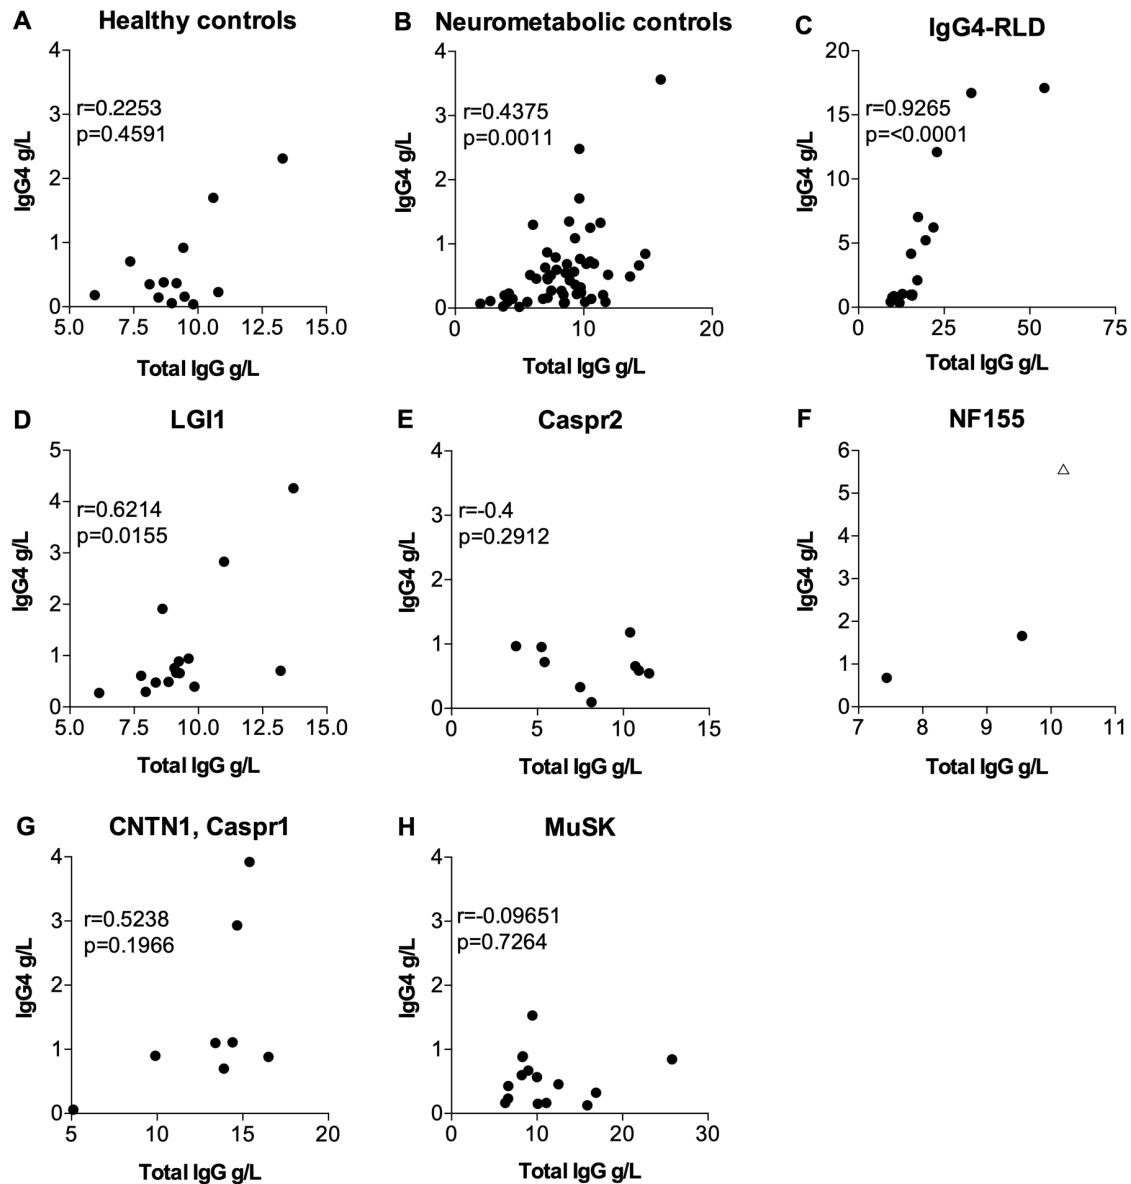 A Healthy controls
4
3
2
1
0
IgG4 g/L
r=0.2253
p=0.4591
5.0 7.5 10.0 12.5 15.0
Total IgG g/L
B Neurometabolic controls
4
3
2
1
0
IgG4 g/L
r=0.4375
p=0.0011
0 10 20
Total IgG g/L
C IgG4-RLD
20
15
10
5
0
IgG4 g/L
r=0.9265
p=<0.0001
0 25 50 75
Total IgG g/L
D LGI1
5
4
3
2
1
0
IgG4 g/L
r=0.6214
p=0.0155
5.0 7.5 10.0 12.5 15.0
Total IgG g/L
E Caspr2
4
3
2
1
0
IgG4 g/L
r=-0.4
p=0.2912
0 5 10 15
Total IgG g/L
F NF155
6
5
4
3
2
1
0
IgG4 g/L
7 8 9 10 11
Total IgG g/L
G CNTN1, Caspr1
4
3
2
1
0
IgG4 g/L
r=0.5238
p=0.1966
5 10 15 20
Total IgG g/L
H MuSK
4
3
2
1
0
IgG4 g/L
r=-0.09651
p=0.7264
0 10 20 30
Total IgG g/L